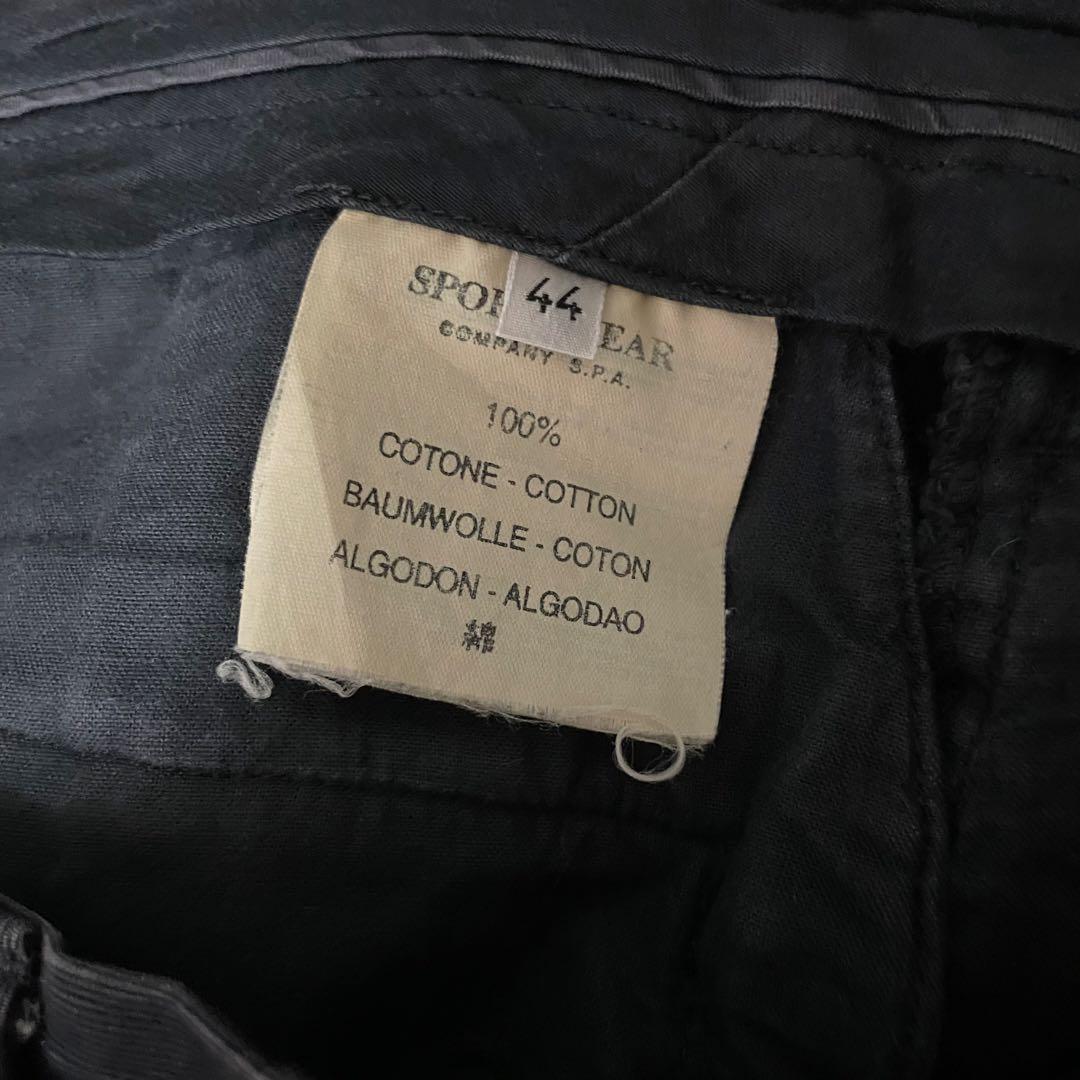 44
SPOR EAR
COMPANY S.P.A.
100%
COTONE - COTTON
BAUMWOLLE - COTON
ALGODON - ALGODAO
綿